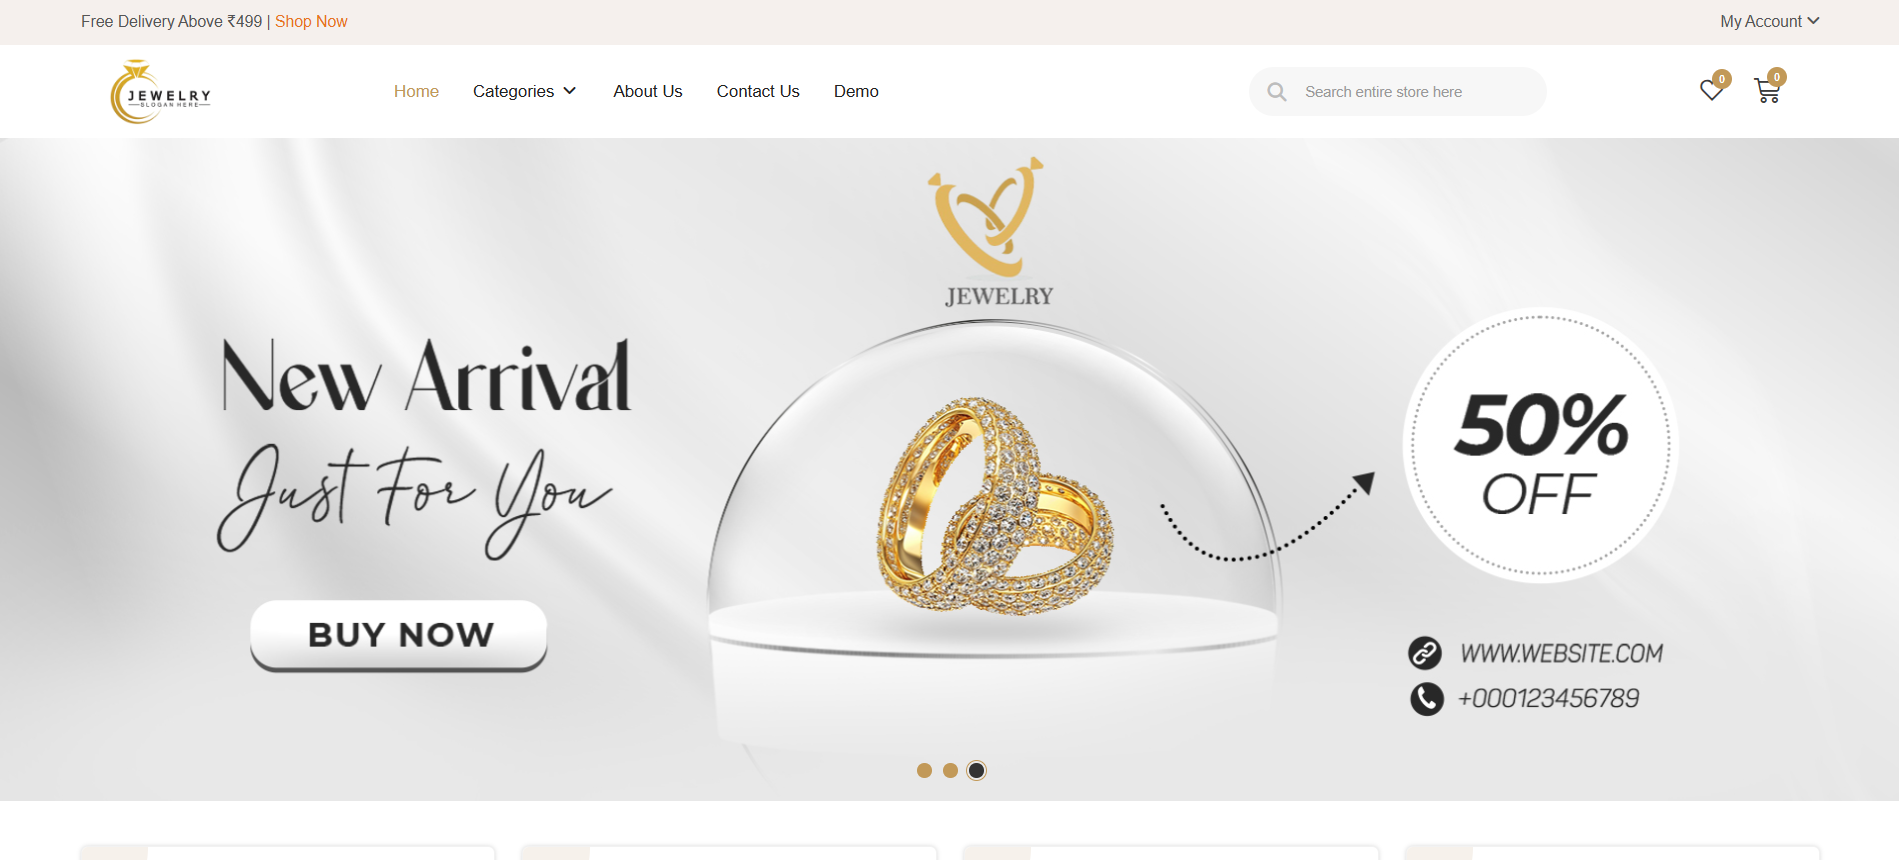 Free Delivery Above ₹499 | Shop Now
My Account
JEWELRY
SLOGAN HERE
Home
Categories
About Us
Contact Us
Demo
Search entire store here
0
0
JEWELRY
New Arrival
Just For You
BUY NOW
50%
OFF
WWW.WEBSITE.COM
+000123456789